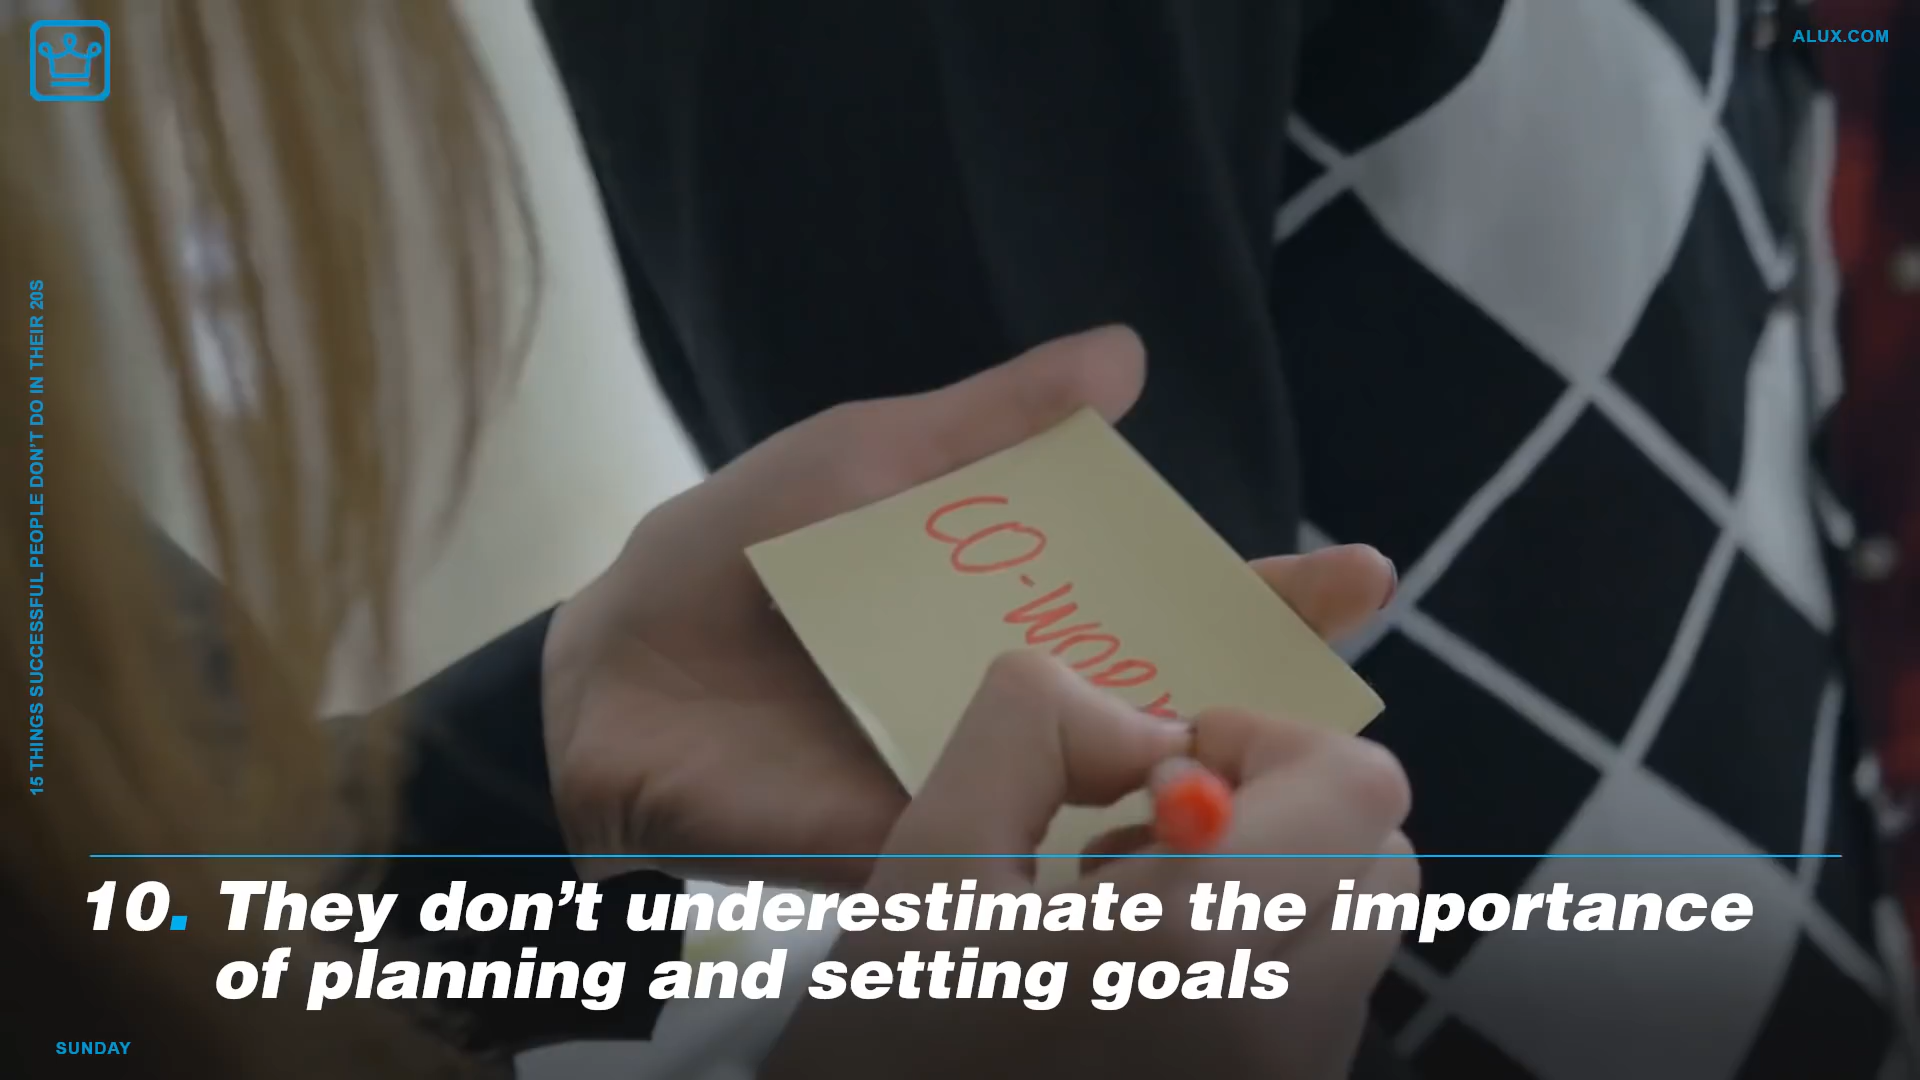 ALUX.COM
15 THINGS SUCCESSFUL PEOPLE DON'T DO IN THEIR 20S
CO-WORK
10. They don’t underestimate the importance
of planning and setting goals
SUNDAY